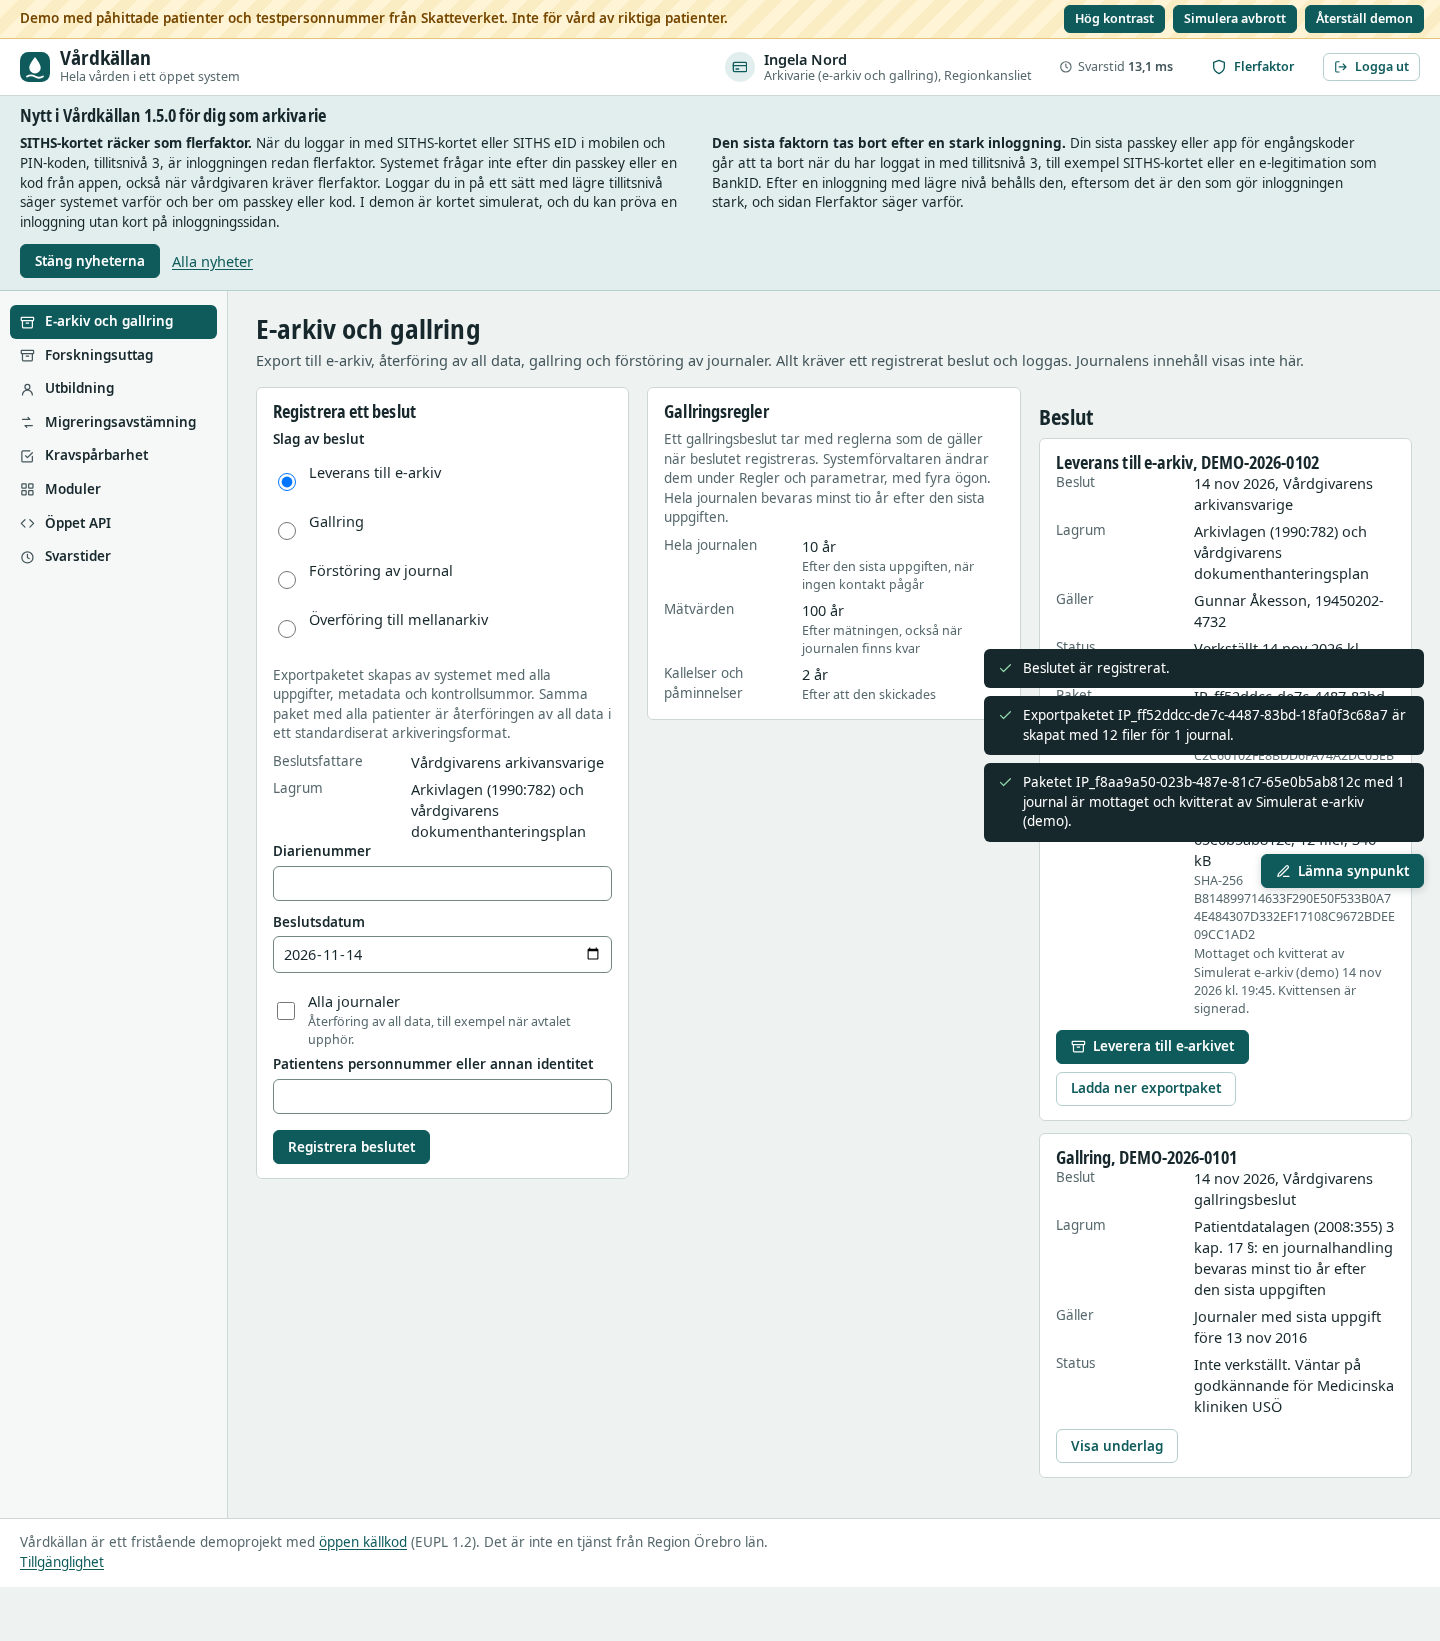 Demo med påhittade patienter och testpersonnummer från Skatteverket. Inte för vård av riktiga patienter.
Hög kontrast
Simulera avbrott
Återställ demon
Vårdkällan
Hela vården i ett öppet system
Ingela Nord
Arkivarie (e-arkiv och gallring), Regionkansliet
Svarstid 13,1 ms
Flerfaktor
Logga ut
Nytt i Vårdkällan 1.5.0 för dig som arkivarie
SITHS-kortet räcker som flerfaktor. När du loggar in med SITHS-kortet eller SITHS eID i mobilen och
PIN-koden, tillitsnivå 3, är inloggningen redan flerfaktor. Systemet frågar inte efter din passkey eller en
kod från appen, också när vårdgivaren kräver flerfaktor. Loggar du in på ett sätt med lägre tillitsnivå
säger systemet varför och ber om passkey eller kod. I demon är kortet simulerat, och du kan pröva en
inloggning utan kort på inloggningssidan.
Den sista faktorn tas bort efter en stark inloggning. Din sista passkey eller app för engångskoder
går att ta bort när du har loggat in med tillitsnivå 3, till exempel SITHS-kortet eller en e-legitimation som
BankID. Efter en inloggning med lägre nivå behålls den, eftersom det är den som gör inloggningen
stark, och sidan Flerfaktor säger varför.
Stäng nyheterna
Alla nyheter
E-arkiv och gallring
Forskningsuttag
Utbildning
Migreringsavstämning
Kravspårbarhet
Moduler
Öppet API
Svarstider
E-arkiv och gallring
Export till e-arkiv, återföring av all data, gallring och förstöring av journaler. Allt kräver ett registrerat beslut och loggas. Journalens innehåll visas inte här.
Registrera ett beslut
Slag av beslut
Leverans till e-arkiv
Gallring
Förstöring av journal
Överföring till mellanarkiv
Exportpaketet skapas av systemet med alla
uppgifter, metadata och kontrollsummor. Samma
paket med alla patienter är återföringen av all data i
ett standardiserat arkiveringsformat.
Beslutsfattare
Vårdgivarens arkivansvarige
Lagrum
Arkivlagen (1990:782) och
vårdgivarens
dokumenthanteringsplan
Diarienummer
Beslutsdatum
2026-11-14
Alla journaler
Återföring av all data, till exempel när avtalet
upphör.
Patientens personnummer eller annan identitet
Registrera beslutet
Gallringsregler
Ett gallringsbeslut tar med reglerna som de gäller
när beslutet registreras. Systemförvaltaren ändrar
dem under Regler och parametrar, med fyra ögon.
Hela journalen bevaras minst tio år efter den sista
uppgiften.
Hela journalen
10 år
Efter den sista uppgiften, när
ingen kontakt pågår
Mätvärden
100 år
Efter mätningen, också när
journalen finns kvar
Kallelser och
påminnelser
2 år
Efter att den skickades
Beslut
Leverans till e-arkiv, DEMO-2026-0102
Beslut
14 nov 2026, Vårdgivarens
arkivansvarige
Lagrum
Arkivlagen (1990:782) och
vårdgivarens
dokumenthanteringsplan
Gäller
Gunnar Åkesson, 19450202-
4732
Status
Verkställt 14 nov 2026 kl.
Paket
IP_ff52ddcc-de7c-4487-83bd-
Beslutet är registrerat.
Exportpaketet IP_ff52ddcc-de7c-4487-83bd-18fa0f3c68a7 är
skapat med 12 filer för 1 journal.
Paketet IP_f8aa9a50-023b-487e-81c7-65e0b5ab812c med 1
journal är mottaget och kvitterat av Simulerat e-arkiv
(demo).
kB
Lämna synpunkt
SHA-256
B814899714633F290E50F533B0A7
4E484307D332EF17108C9672BDEE
09CC1AD2
Mottaget och kvitterat av
Simulerat e-arkiv (demo) 14 nov
2026 kl. 19:45. Kvittensen är
signerad.
Leverera till e-arkivet
Ladda ner exportpaket
Gallring, DEMO-2026-0101
Beslut
14 nov 2026, Vårdgivarens
gallringsbeslut
Lagrum
Patientdatalagen (2008:355) 3
kap. 17 §: en journalhandling
bevaras minst tio år efter
den sista uppgiften
Gäller
Journaler med sista uppgift
före 13 nov 2016
Status
Inte verkställt. Väntar på
godkännande för Medicinska
kliniken USÖ
Visa underlag
Vårdkällan är ett fristående demoprojekt med öppen källkod (EUPL 1.2). Det är inte en tjänst från Region Örebro län.
Tillgänglighet